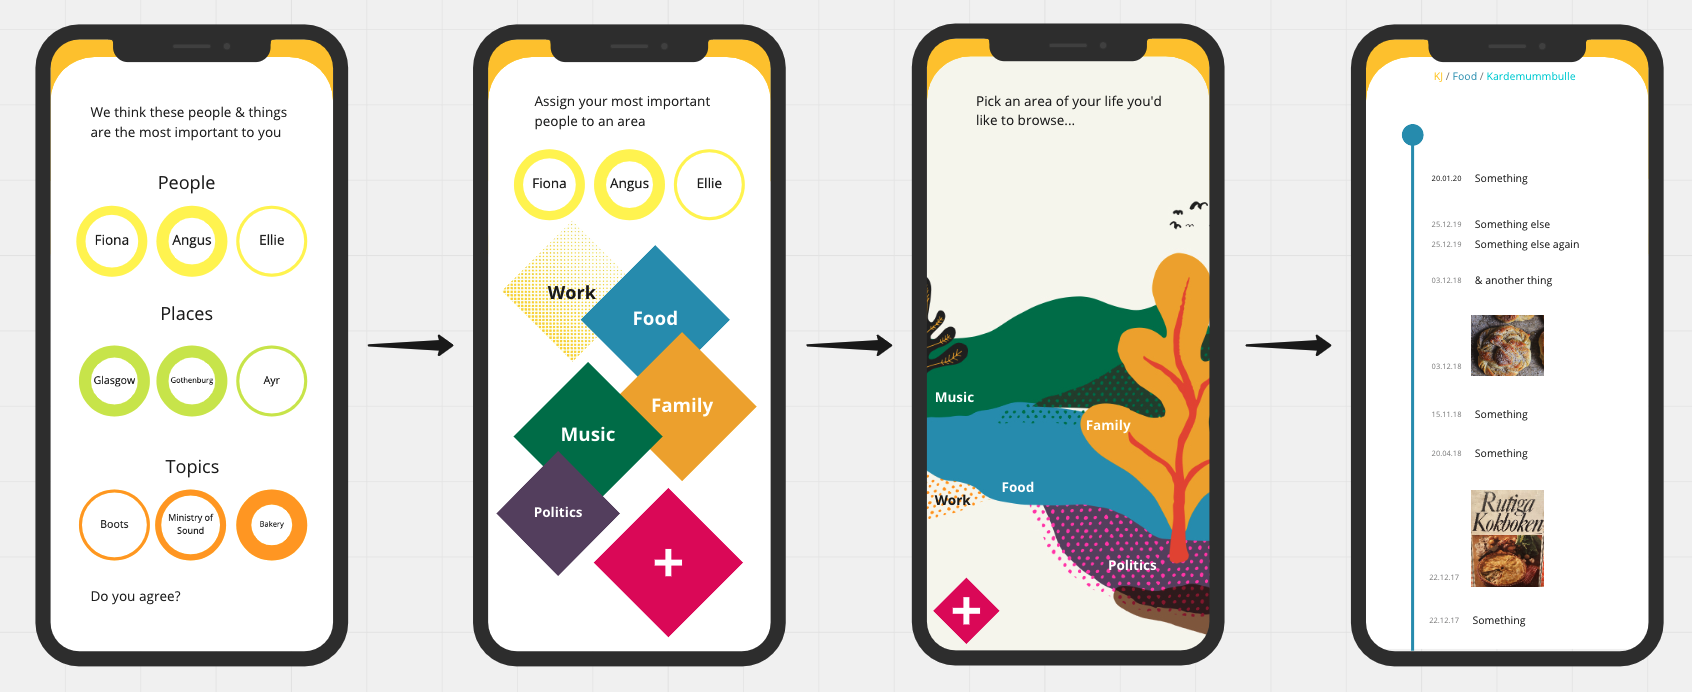 We think these people & things
are the most important to you
People
Fiona
Angus
Ellie
Places
Glasgow
Gothenburg
Ayr
Topics
Boots
Ministry of
Sound
Bakery
Do you agree?
Assign your most important
people to an area
Fiona
Angus
Ellie
Work
Food
Family
Music
Politics
Pick an area of your life you'd
like to browse...
Music
Family
Food
Work
Politics
KJ / Food / Kardemummbulle
20.01.20 Something
25.12.19 Something else
25.12.19 Something else again
03.12.18 & another thing
03.12.18
15.11.18 Something
20.04.18 Something
Rutiga
Kokboken
22.12.17
22.12.17 Something